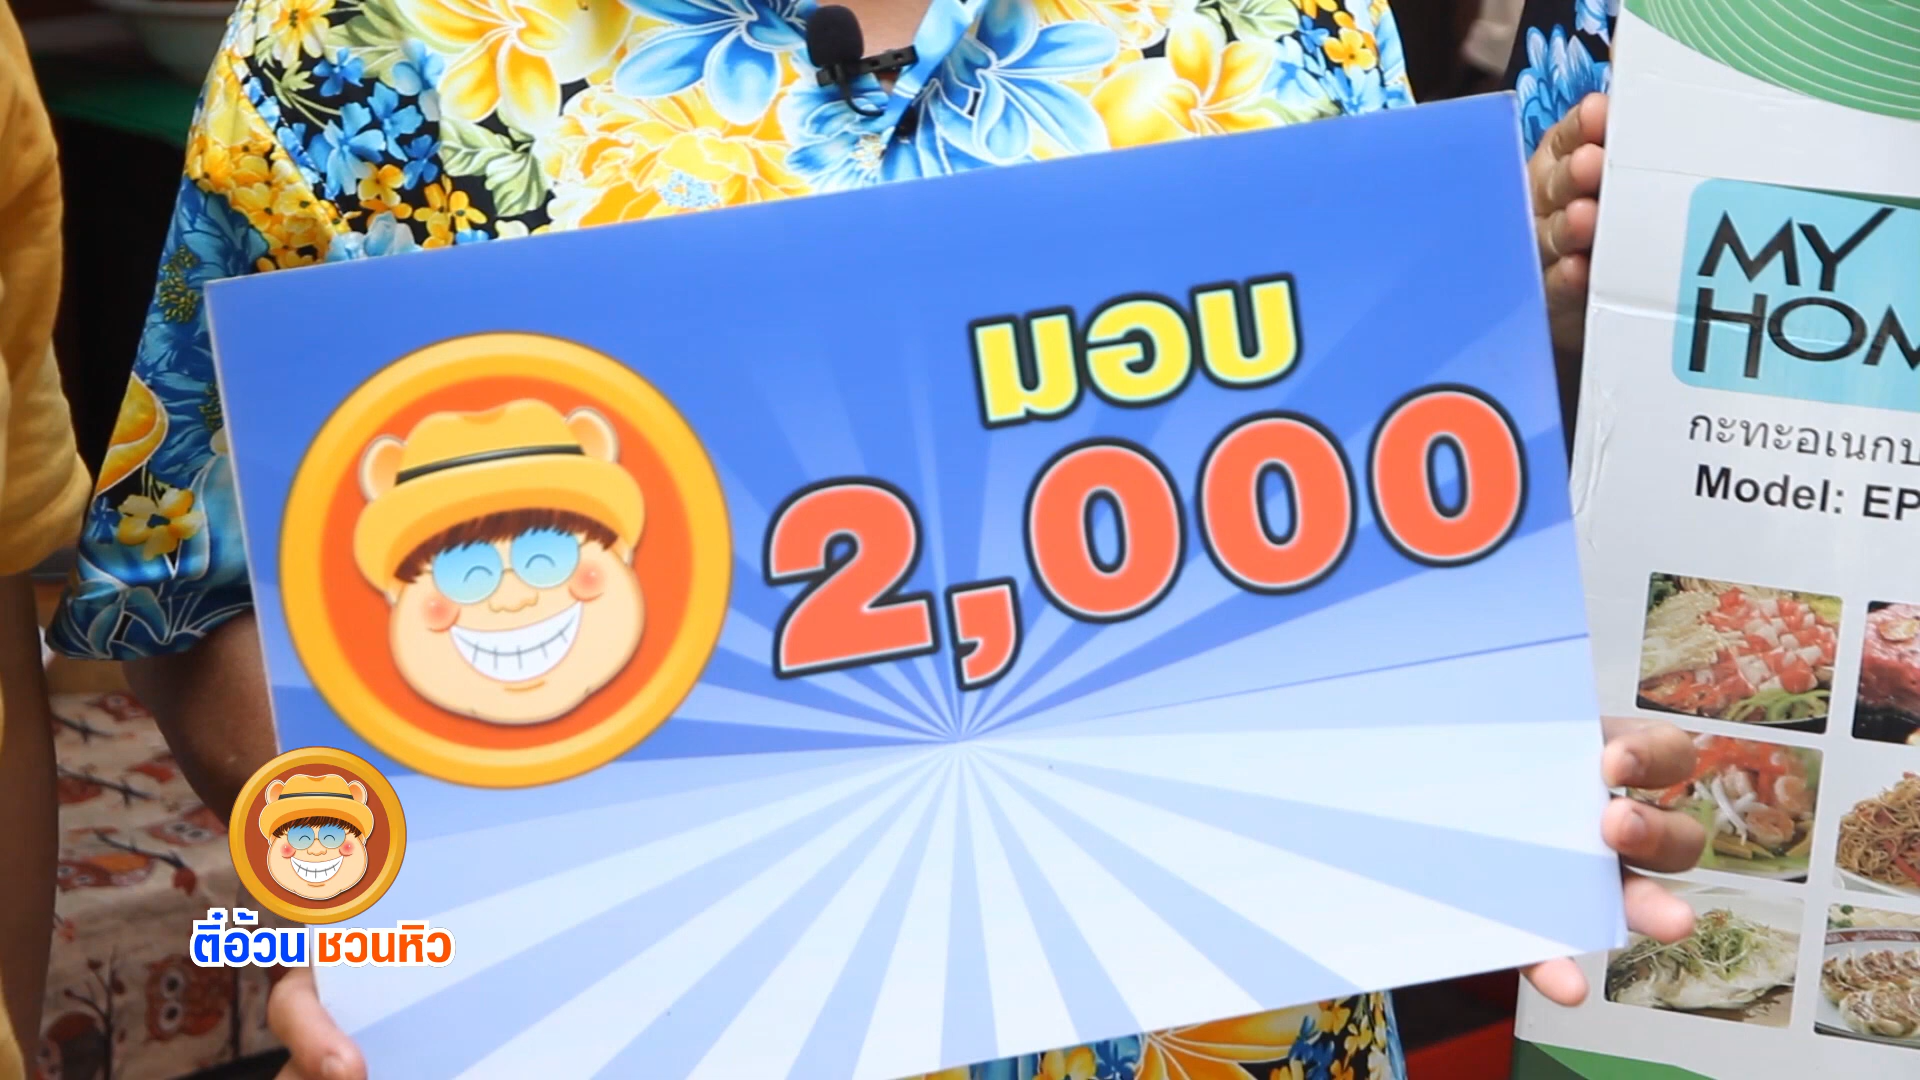 มอบ
2,000
MY
HOM
กะทะอเนกป
Model: EP
ตี๋อ้วน ชวนหิว